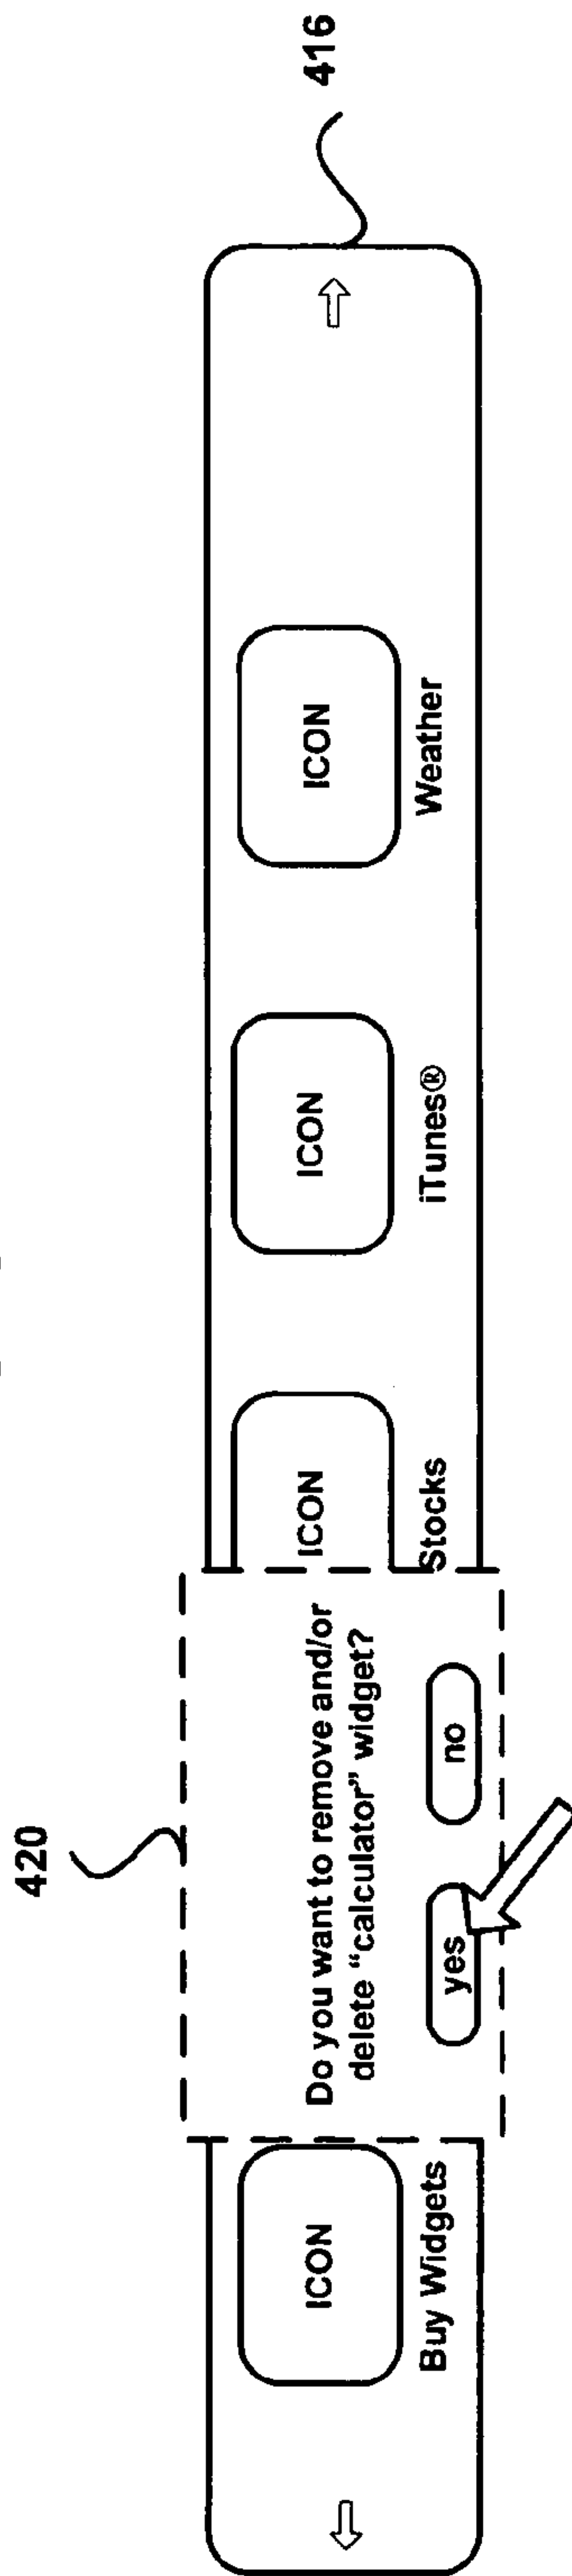 420
416
Do you want to remove and/or
delete “calculator” widget?
yes
no
ICON
Buy Widgets
ICON
Stocks
ICON
iTunes®
ICON
Weather